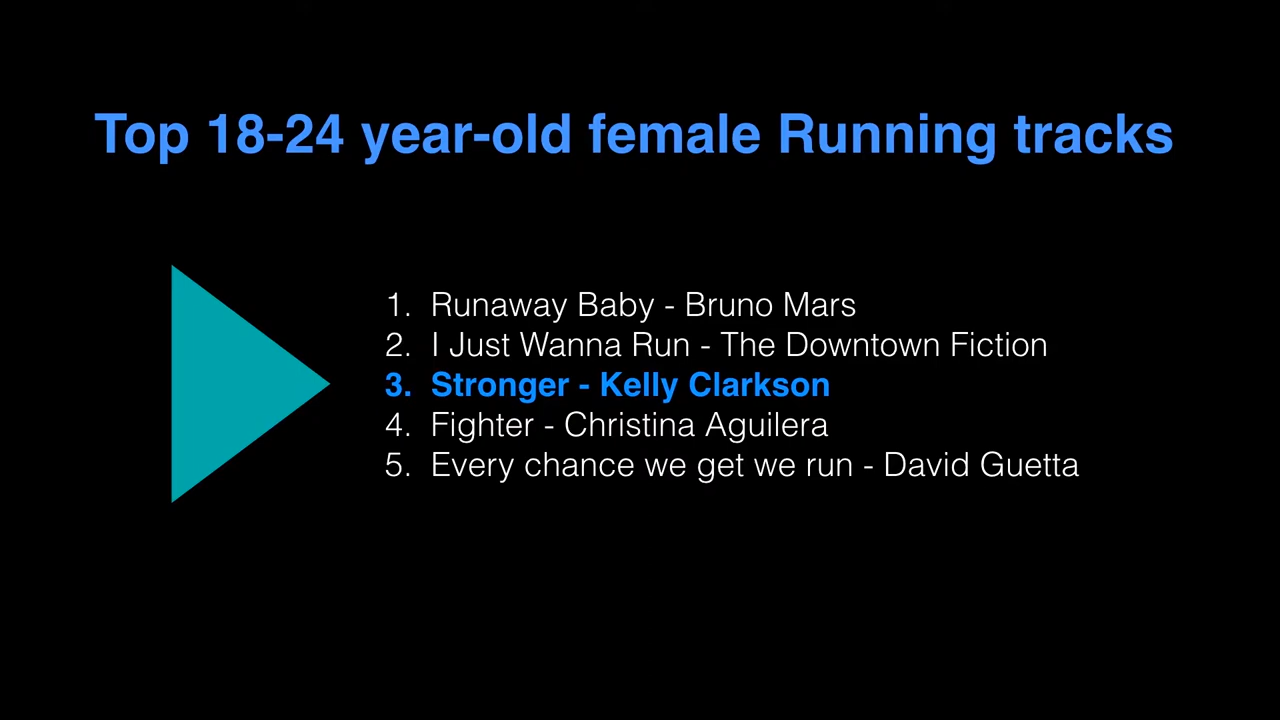 Top 18-24 year-old female Running tracks
1. Runaway Baby - Bruno Mars
2. I Just Wanna Run - The Downtown Fiction
3. Stronger - Kelly Clarkson
4. Fighter - Christina Aguilera
5. Every chance we get we run - David Guetta